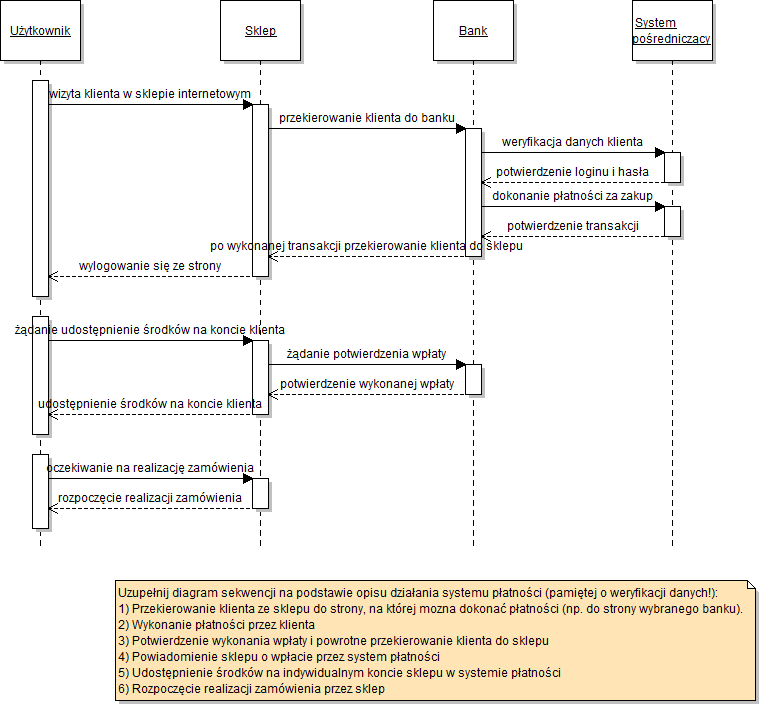 Użytkownik
Sklep
Bank
System
pośredniczacy
wizyta klienta w sklepie internetowym
przekierowanie klienta do banku
weryfikacja danych klienta
potwierdzenie loginu i hasła
dokonanie płatności za zakup
potwierdzenie transakcji
po wykonanej transakcji przekierowanie klienta do sklepu
wylogowanie się ze strony
żądanie udostępnienie środków na koncie klienta
żądanie potwierdzenia wpłaty
potwierdzenie wykonanej wpłaty
udostępnienie środków na koncie klienta
oczekiwanie na realizację zamówienia
rozpoczęcie realizacji zamówienia
Uzupełnij diagram sekwencji na podstawie opisu działania systemu płatności (pamiętej o weryfikacji danych!):
1) Przekierowanie klienta ze sklepu do strony, na której mozna dokonać płatności (np. do strony wybranego banku).
2) Wykonanie płatności przez klienta
3) Potwierdzenie wykonania wpłaty i powrotne przekierowanie klienta do sklepu
4) Powiadomienie sklepu o wpłacie przez system płatności
5) Udostępnienie środków na indywidualnym koncie sklepu w systemie płatności
6) Rozpoczęcie realizacji zamówienia przez sklep